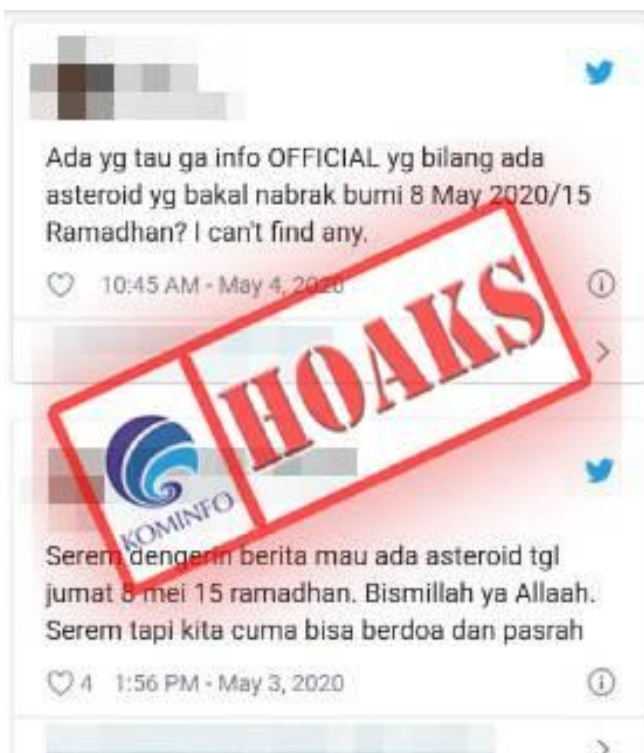 Ada yg tau ga info OFFICIAL yg bilang ada
asteroid yg bakal nabrak bumi 8 May 2020/15
Ramadhan? I can't find any.
10:45 AM - May 4, 2020
HOAKS
KOMINFO
Serem dengerin berita mau ada asteroid tgl
jumat 8 mei 15 ramadhan. Bismillah ya Allaah.
Serem tapi kita cuma bisa berdoa dan pasrah
4 1:56 PM - May 3, 2020